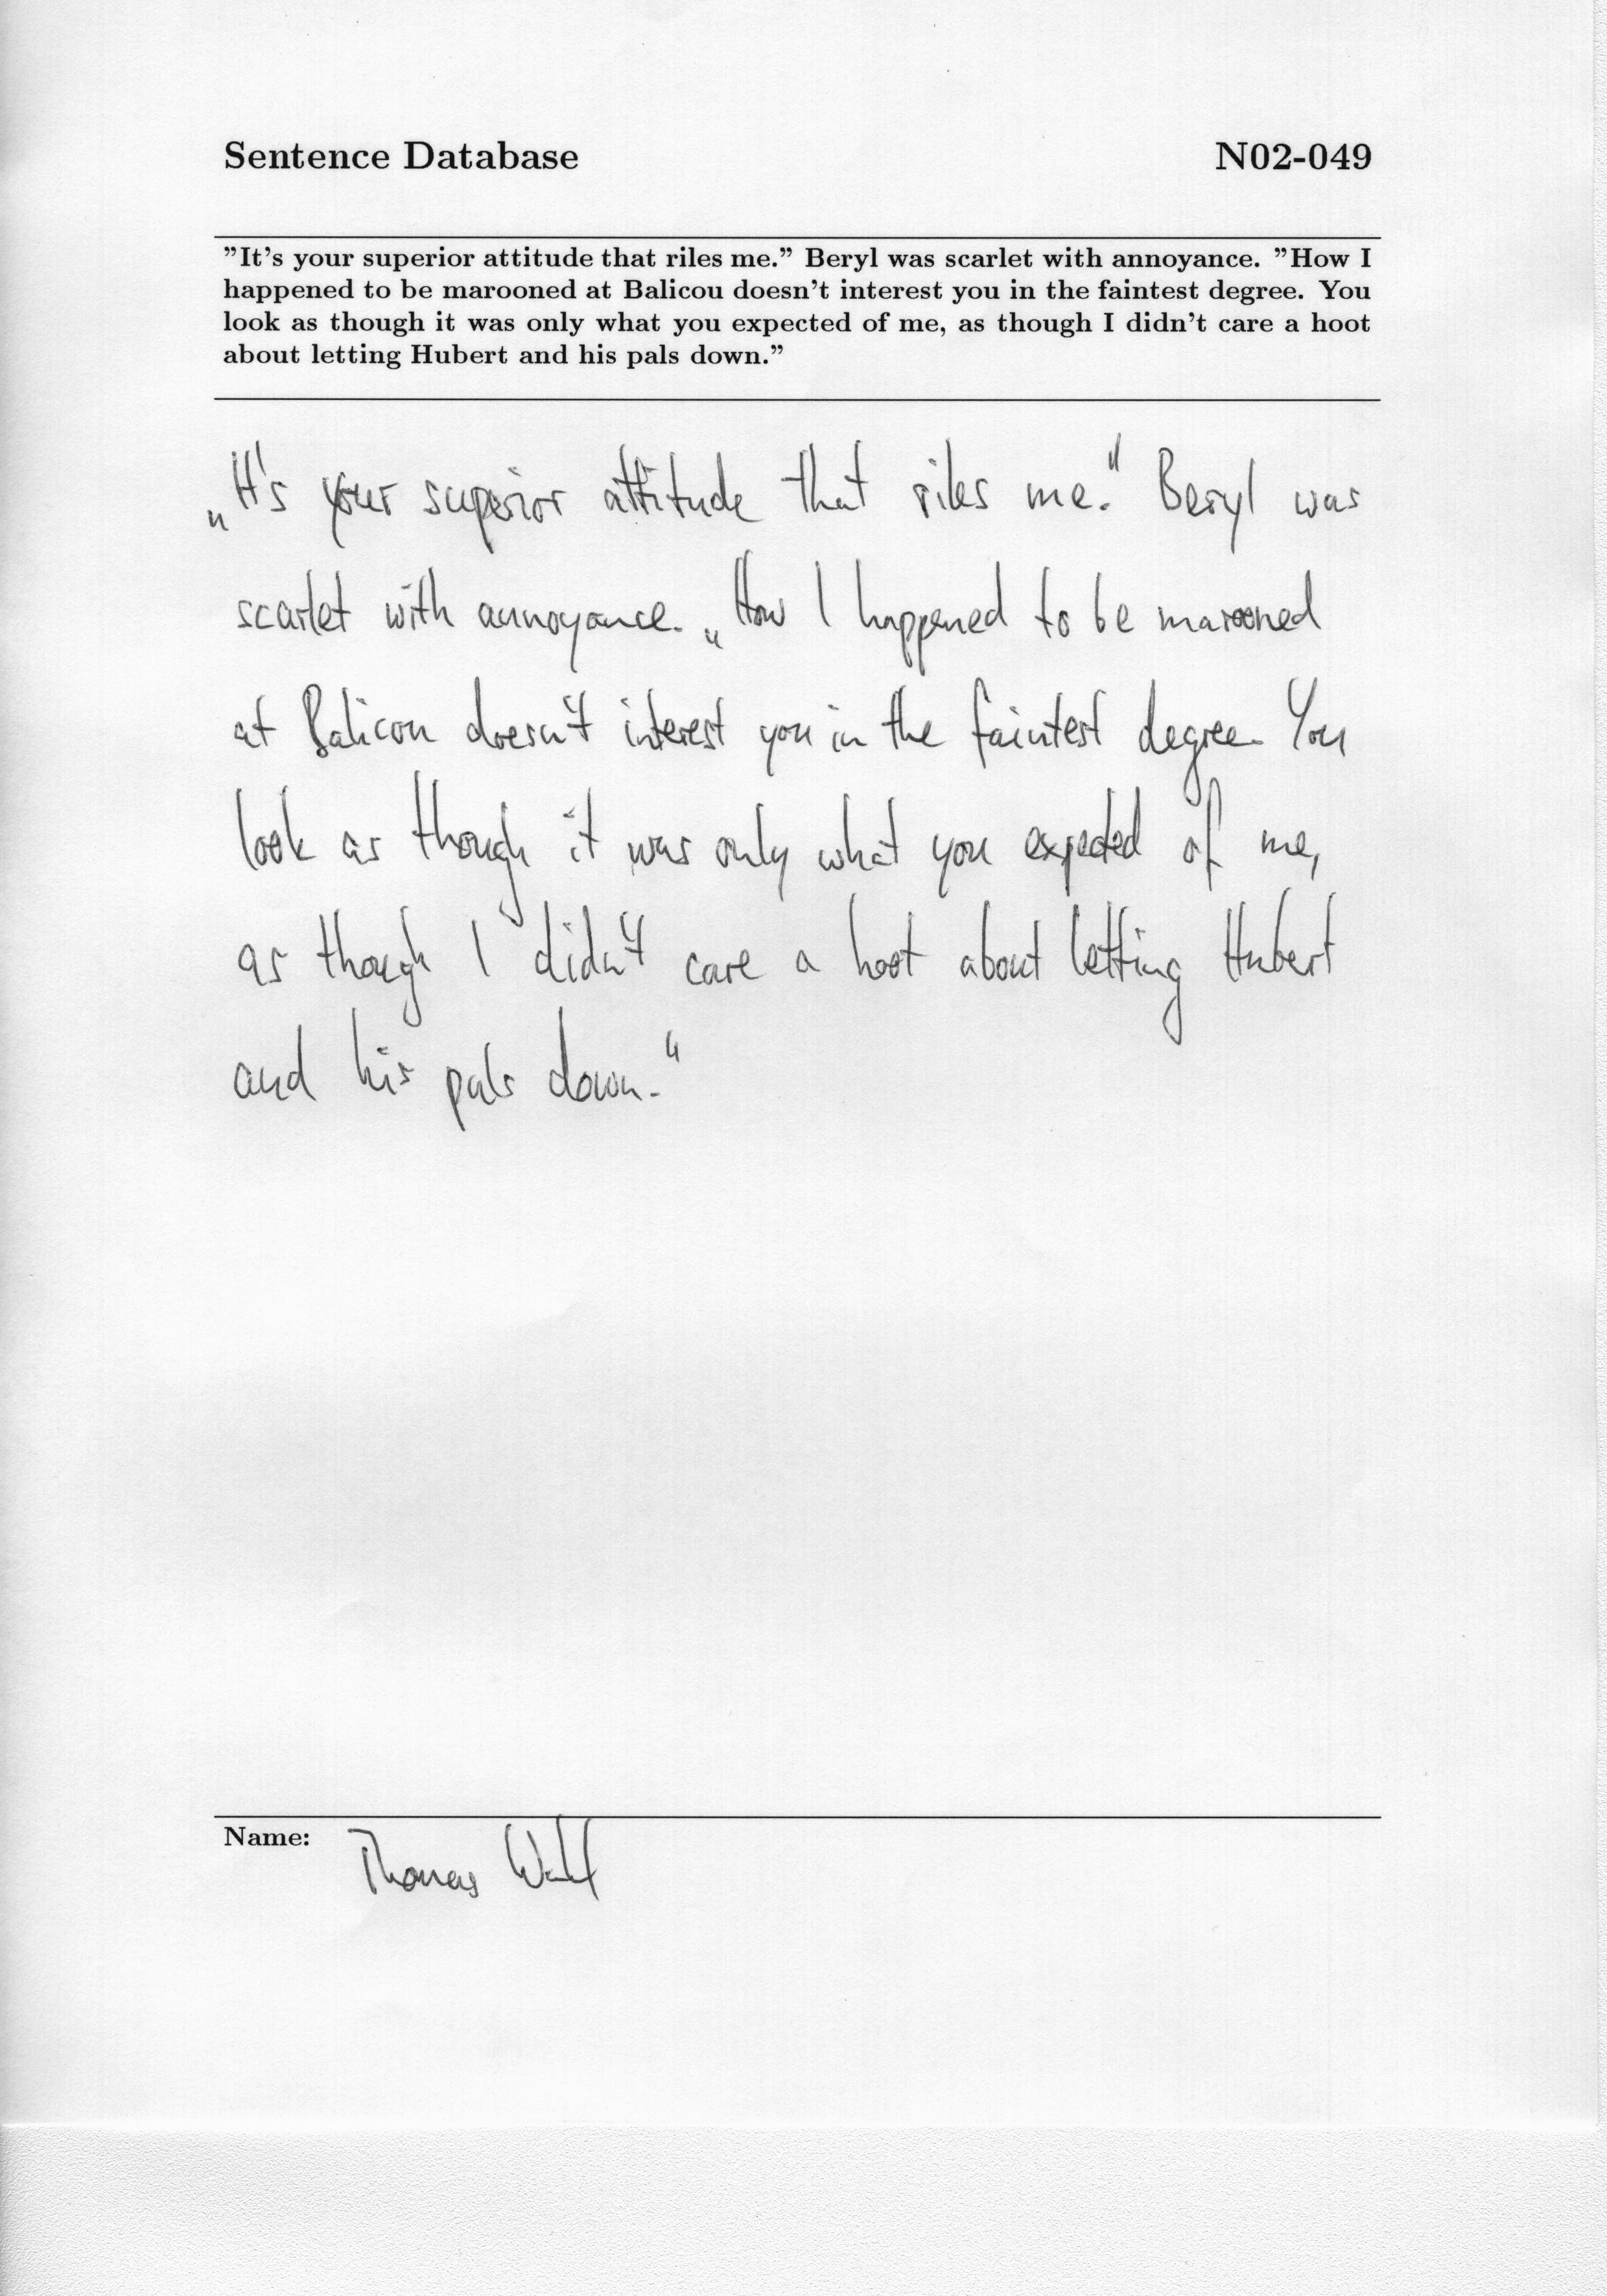 Sentence Database N02-049
"It's your superior attitude that riles me." Beryl was scarlet with annoyance. "How I
happened to be marooned at Balicou doesn't interest you in the faintest degree. You
look as though it was only what you expected of me, as though I didn't care a hoot
about letting Hubert and his pals down."
„It's your superior attitude that riles me." Beryl was
scarlet with annoyance. „How I happened to be marooned
at Balicou doesn't interest you in the faintest degree. You
look as though it was only what you expected of me,
as though I didn't care a hoot about letting Hubert
and his pals down."
Name: Thomas